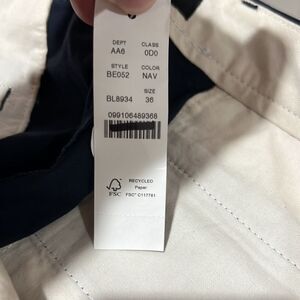 DEPT CLASS
AA6 0D0
STYLE COLOR
BE052 NAV
SIZE
BL8934 36
099106489368
RECYCLED
Paper
FSC FSC® C117761